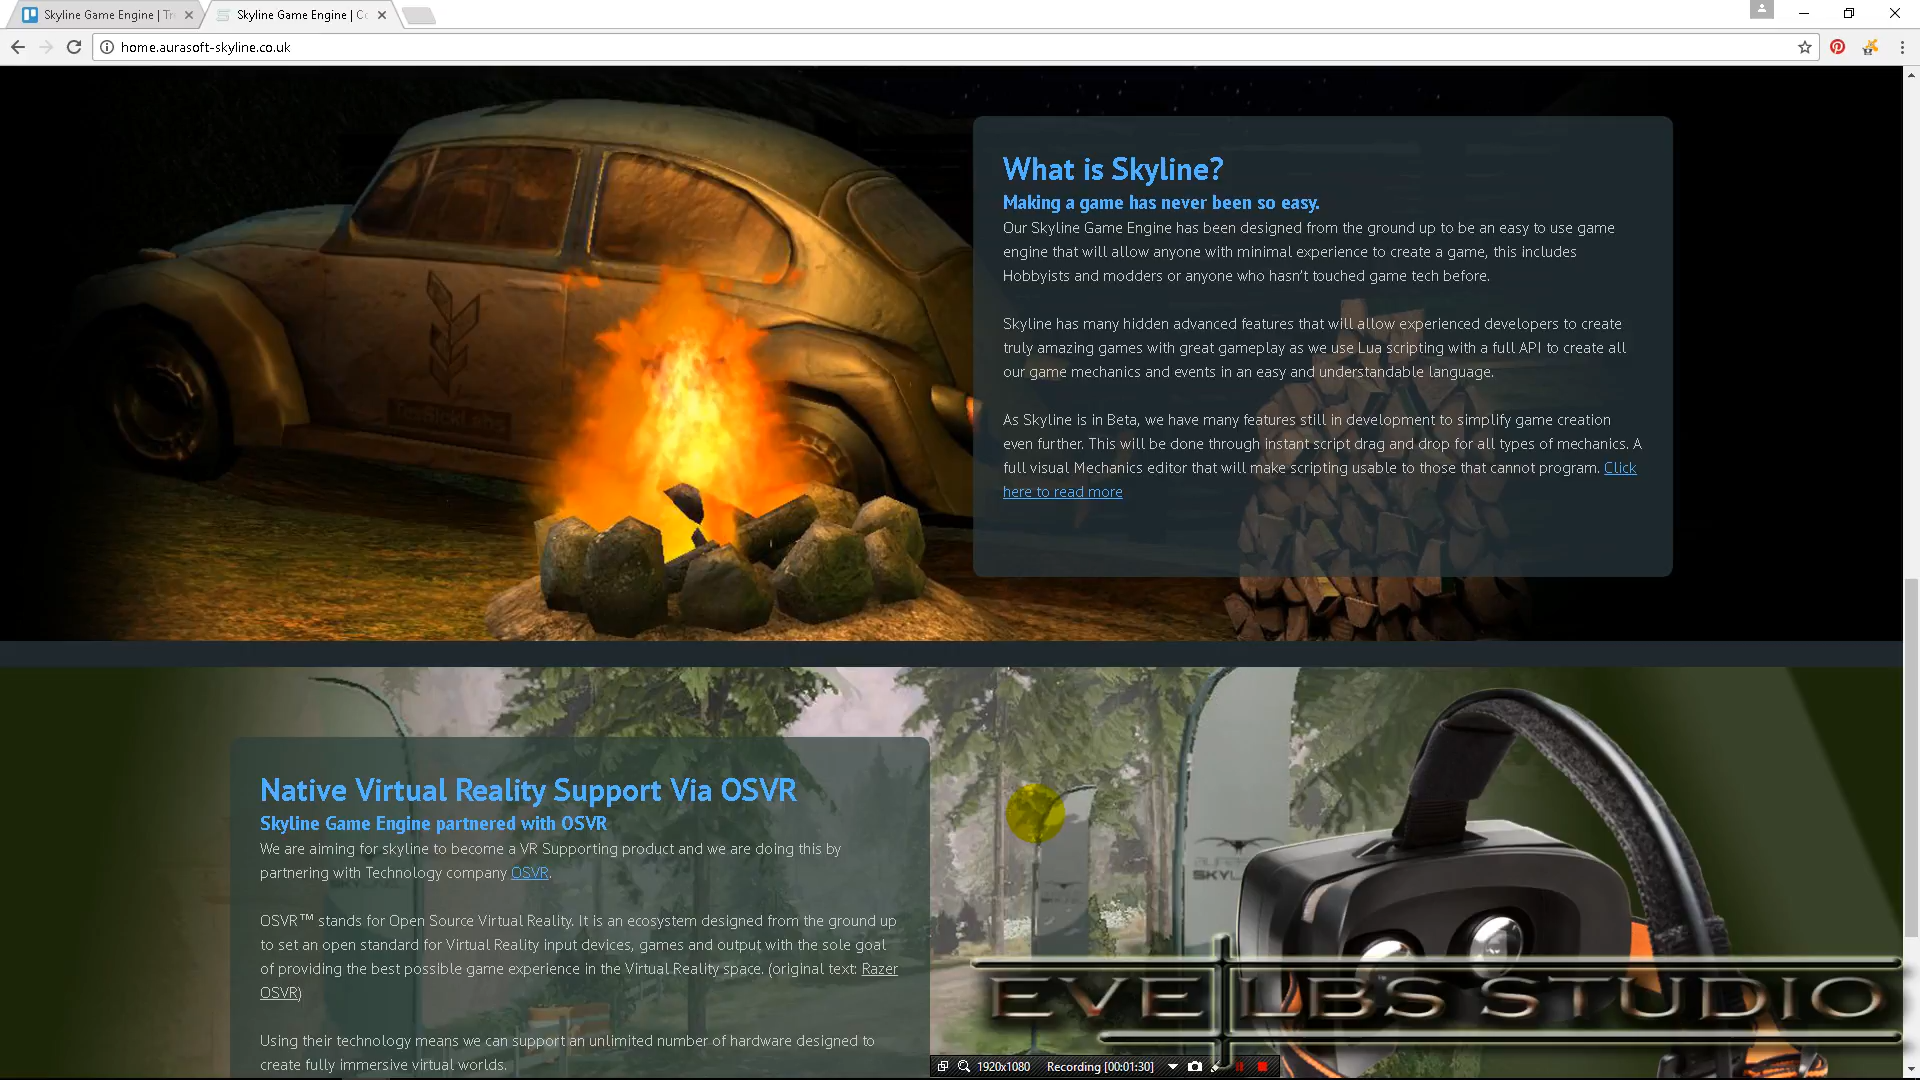 Skyline Game Engine | Tr
Skyline Game Engine | Co
home.aurasoft-skyline.co.uk
What is Skyline?
Making a game has never been so easy.
Our Skyline Game Engine has been designed from the ground up to be an easy to use game
engine that will allow anyone with minimal experience to create a game, this includes
Hobbyists and modders or anyone who hasn't touched game tech before.
Skyline has many hidden advanced features that will allow experienced developers to create
truly amazing games with great gameplay as we use Lua scripting with a full API to create all
our game mechanics and events in an easy and understandable language.
As Skyline is in Beta, we have many features still in development to simplify game creation
even further. This will be done through instant script drag and drop for all types of mechanics. A
full visual Mechanics editor that will make scripting usable to those that cannot program. Click
here to read more
Native Virtual Reality Support Via OSVR
Skyline Game Engine partnered with OSVR
We are aiming for skyline to become a VR Supporting product and we are doing this by
partnering with Technology company OSVR.
OSVR™ stands for Open Source Virtual Reality. It is an ecosystem designed from the ground up
to set an open standard for Virtual Reality input devices, games and output with the sole goal
of providing the best possible game experience in the Virtual Reality space. (original text: Razer
OSVR)
Using their technology means we can support an unlimited number of hardware designed to
create fully immersive virtual worlds.
EVE LBS STUDIO
1920x1080 Recording [00:01:30]